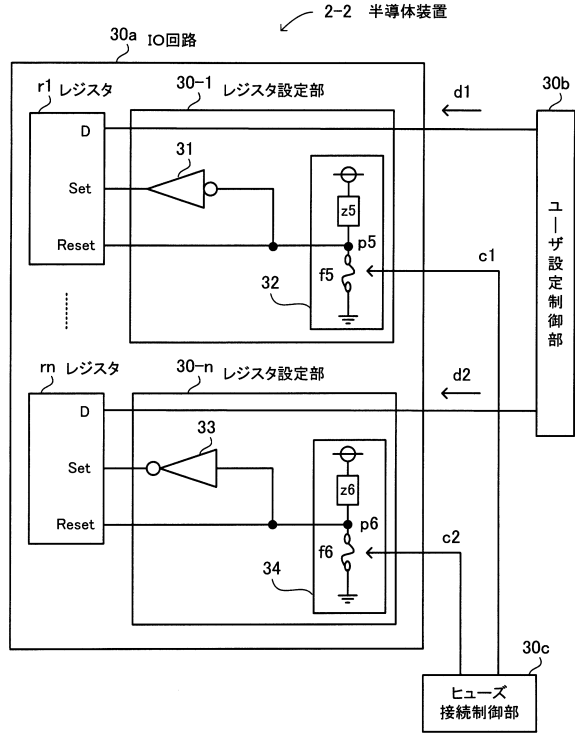 2-2 半導体装置
30a IO回路
r1 レジスタ
30-1 レジスタ設定部
d1
30b
D
31
Set
z5
Reset
p5
32
f5
c1
ユーザ設定制御部
rn レジスタ
30-n レジスタ設定部
d2
D
33
Set
z6
Reset
p6
34
f6
c2
30c
ヒューズ
接続制御部